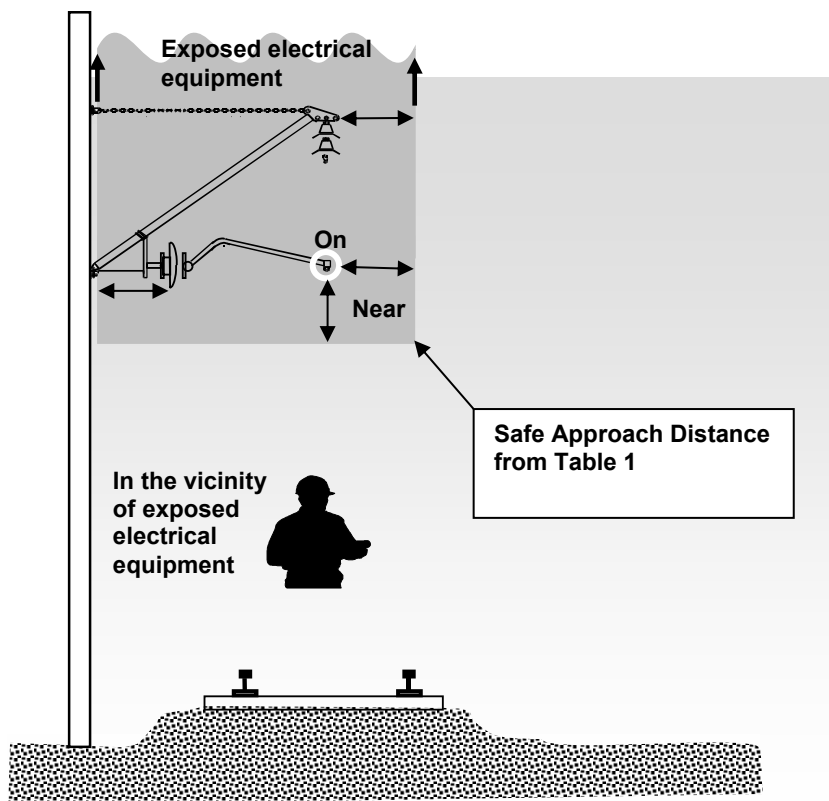 Exposed electrical
equipment
On
Near
Safe Approach Distance
from Table 1
In the vicinity
of exposed
electrical
equipment